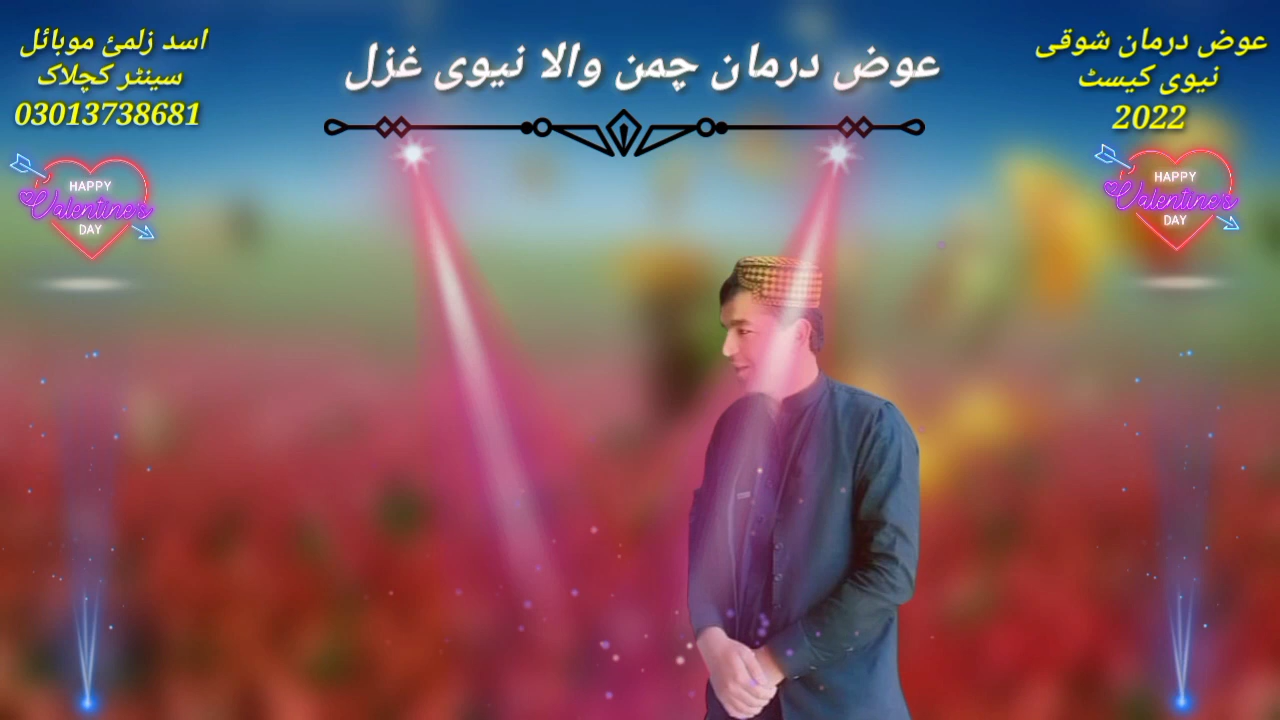 عوض درمان چمن والا نیوی غزل
عوض درمان شوقی
نیوی کیسٹ
2022
اسد زلمئ موبائل
سینٹر کچلاک
03013738681
HAPPY
Valentine's
DAY
HAPPY
Valentine's
DAY